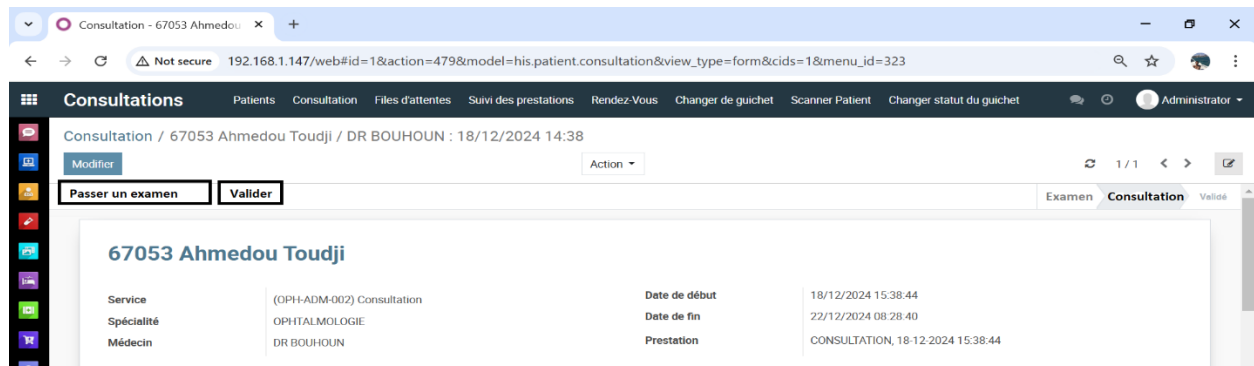 Consultation - 67053 Ahmedou
Not secure 192.168.1.147/web#id=1&action=479&model=his.patient.consultation&view_type=form&cids=1&menu_id=323
Consultations Patients Consultation Files d'attentes Suivi des prestations Rendez-Vous Changer de guichet Scanner Patient Changer statut du guichet Administrator
Consultation / 67053 Ahmedou Toudji / DR BOUHOUN : 18/12/2024 14:38
Modifier Action 1 / 1
Passer un examen Valider Examen Consultation Validé
67053 Ahmedou Toudji
Service (OPH-ADM-002) Consultation Date de début 18/12/2024 15:38:44
Spécialité OPHTALMOLOGIE Date de fin 22/12/2024 08:28:40
Médecin DR BOUHOUN Prestation CONSULTATION, 18-12-2024 15:38:44